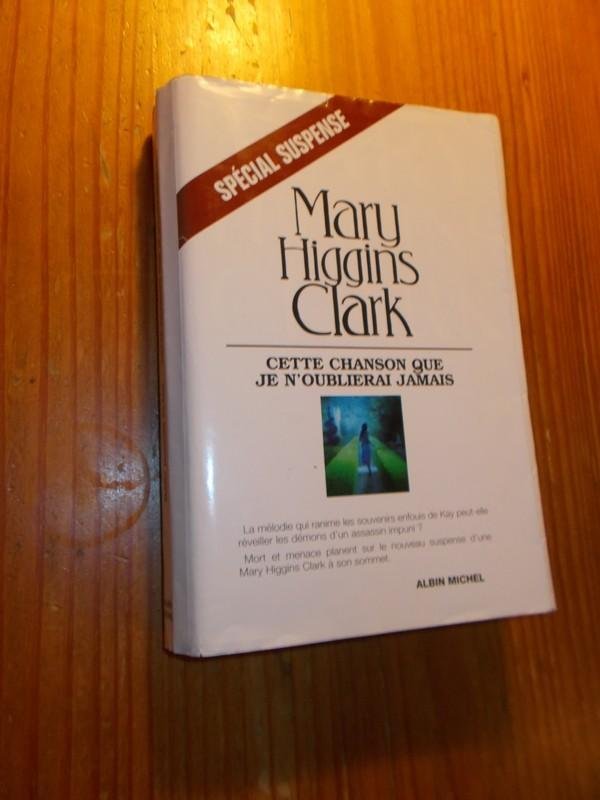 SPÉCIAL SUSPENSE
Mary
Higgins
Clark
CETTE CHANSON QUE
JE N'OUBLIERAI JAMAIS
La mélodie qui ranime les souvenirs enfouis de Kay peut-elle
réveiller les démons d'un assassin impuni ?
Mort et menace planent sur le nouveau suspense d'une
Mary Higgins Clark à son sommet.
ALBIN MICHEL